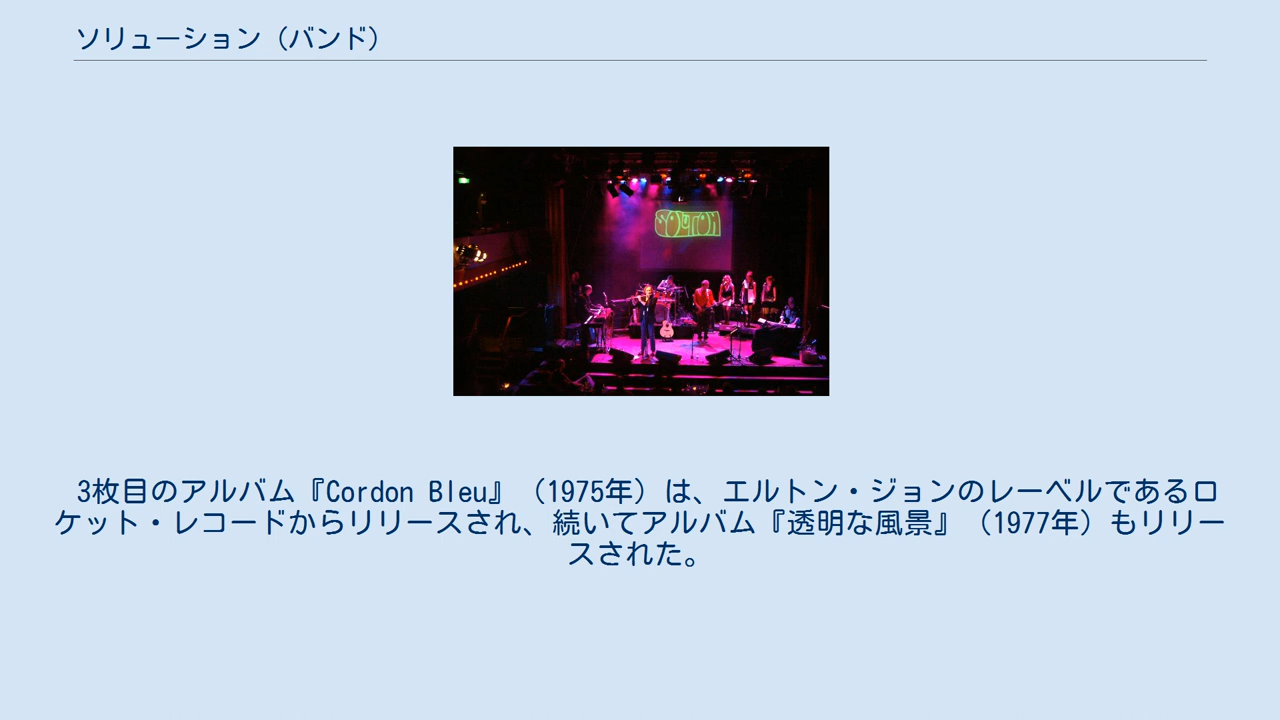 ソリューション（バンド）
SOLUTION
3枚目のアルバム『Cordon Bleu』（1975年）は、エルトン・ジョンのレーベルであるロ
ケット・レコードからリリースされ、続いてアルバム『透明な風景』（1977年）もリリー
スされた。